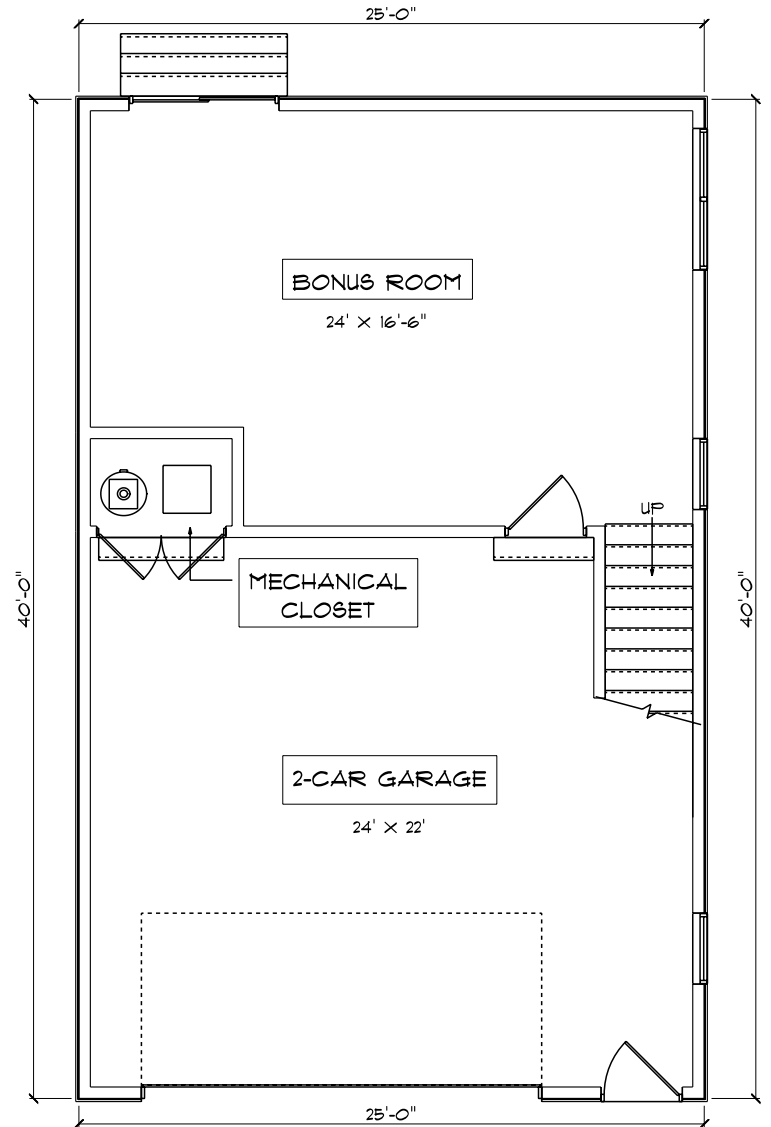 25'-0"
BONUS ROOM
24' X 16'-6"
UP
MECHANICAL
CLOSET
40'-0"
40'-0"
2-CAR GARAGE
24' X 22'
25'-0"